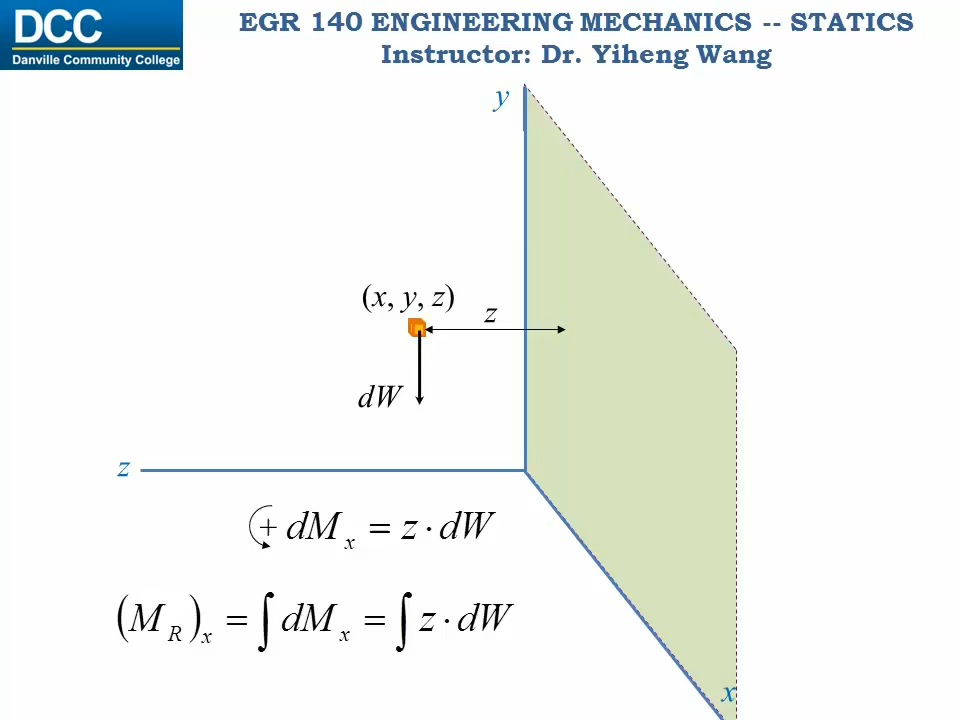 DCC
Danville Community College
EGR 140 ENGINEERING MECHANICS -- STATICS
Instructor: Dr. Yiheng Wang
y
(x, y, z)
z
dW
z
+ dM_x = z · dW
(M_R)_x = ∫ dM_x = ∫ z · dW
x